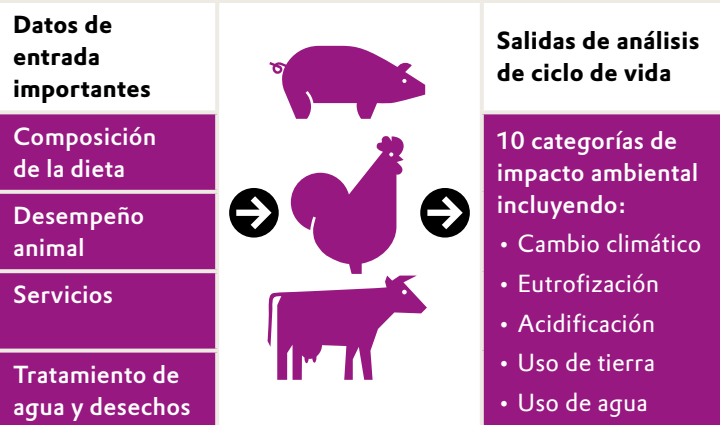 Datos de
entrada
importantes
Composición
de la dieta
Desempeño
animal
Servicios
Tratamiento de
agua y desechos
Salidas de análisis
de ciclo de vida
10 categorías de
impacto ambiental
incluyendo:
• Cambio climático
• Eutrofización
• Acidificación
• Uso de tierra
• Uso de agua